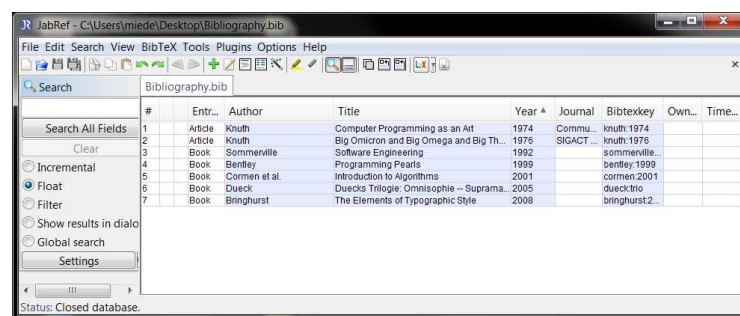 JabRef - C:\Users\miede\Desktop\Bibliography.bib
File Edit Search View BibTeX Tools Plugins Options Help
Search
Bibliography.bib
# Entr... Author Title Year Journal Bibtexkey Own... Time...
Search All Fields
Clear
Incremental
Float
Filter
Show results in dialo
Global search
Settings
1 Article Knuth Computer Programming as an Art 1974 Commu... knuth:1974
2 Article Knuth Big Omicron and Big Omega and Big Th... 1976 SIGACT ... knuth:1976
3 Book Sommerville Software Engineering 1992 sommerville...
4 Book Bentley Programming Pearls 1999 bentley:1999
5 Book Cormen et al. Introduction to Algorithms 2001 cormen:2001
6 Book Dueck Duecks Trilogie: Omnisophie -- Suprama... 2005 dueck:trio
7 Book Bringhurst The Elements of Typographic Style 2008 bringhurst:2...
Status: Closed database.